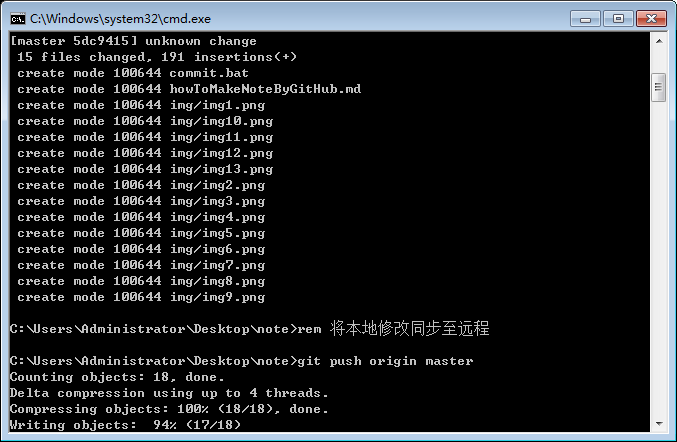 C:\Windows\system32\cmd.exe
[master 5dc9415] unknown change
 15 files changed, 191 insertions(+)
 create mode 100644 commit.bat
 create mode 100644 howToMakeNoteByGitHub.md
 create mode 100644 img/img1.png
 create mode 100644 img/img10.png
 create mode 100644 img/img11.png
 create mode 100644 img/img12.png
 create mode 100644 img/img13.png
 create mode 100644 img/img2.png
 create mode 100644 img/img3.png
 create mode 100644 img/img4.png
 create mode 100644 img/img5.png
 create mode 100644 img/img6.png
 create mode 100644 img/img7.png
 create mode 100644 img/img8.png
 create mode 100644 img/img9.png
C:\Users\Administrator\Desktop\note>rem 将本地修改同步至远程
C:\Users\Administrator\Desktop\note>git push origin master
Counting objects: 18, done.
Delta compression using up to 4 threads.
Compressing objects: 100% (18/18), done.
Writing objects:  94% (17/18)